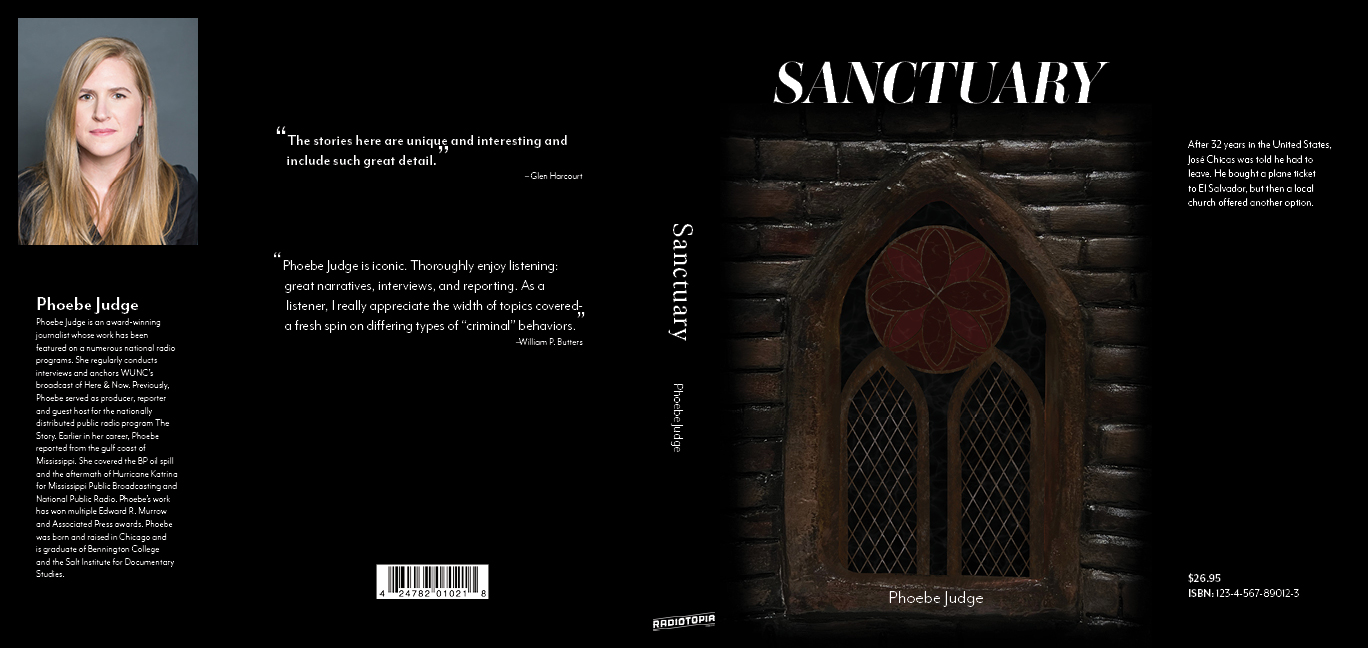 Phoebe Judge
Phoebe Judge is an award-winning
journalist whose work has been
featured on a numerous national radio
programs. She regularly conducts
interviews and anchors WUNC's
broadcast of Here & Now. Previously,
Phoebe served as producer, reporter
and guest host for the nationally
distributed public radio program The
Story. Earlier in her career, Phoebe
reported from the gulf coast of
Mississippi. She covered the BP oil spill
and the aftermath of Hurricane Katrina
for Mississippi Public Broadcasting and
National Public Radio. Phoebe's work
has won multiple Edward R. Murrow
and Associated Press awards. Phoebe
was born and raised in Chicago and
is graduate of Bennington College
and the Salt Institute for Documentary
Studies.
“The stories here are unique and interesting and
include such great detail.”
– Glen Harcourt
“Phoebe Judge is iconic. Thoroughly enjoy listening:
great narratives, interviews, and reporting. As a
listener, I really appreciate the width of topics covered-
a fresh spin on differing types of “criminal” behaviors.”
–William P. Butters
4 24782 01021 8
Sanctuary
Phoebe Judge
RADIOTOPIA
SANCTUARY
Phoebe Judge
After 32 years in the United States,
José Chicas was told he had to
leave. He bought a plane ticket
to El Salvador, but then a local
church offered another option.
$26.95
ISBN: 123-4-567-89012-3